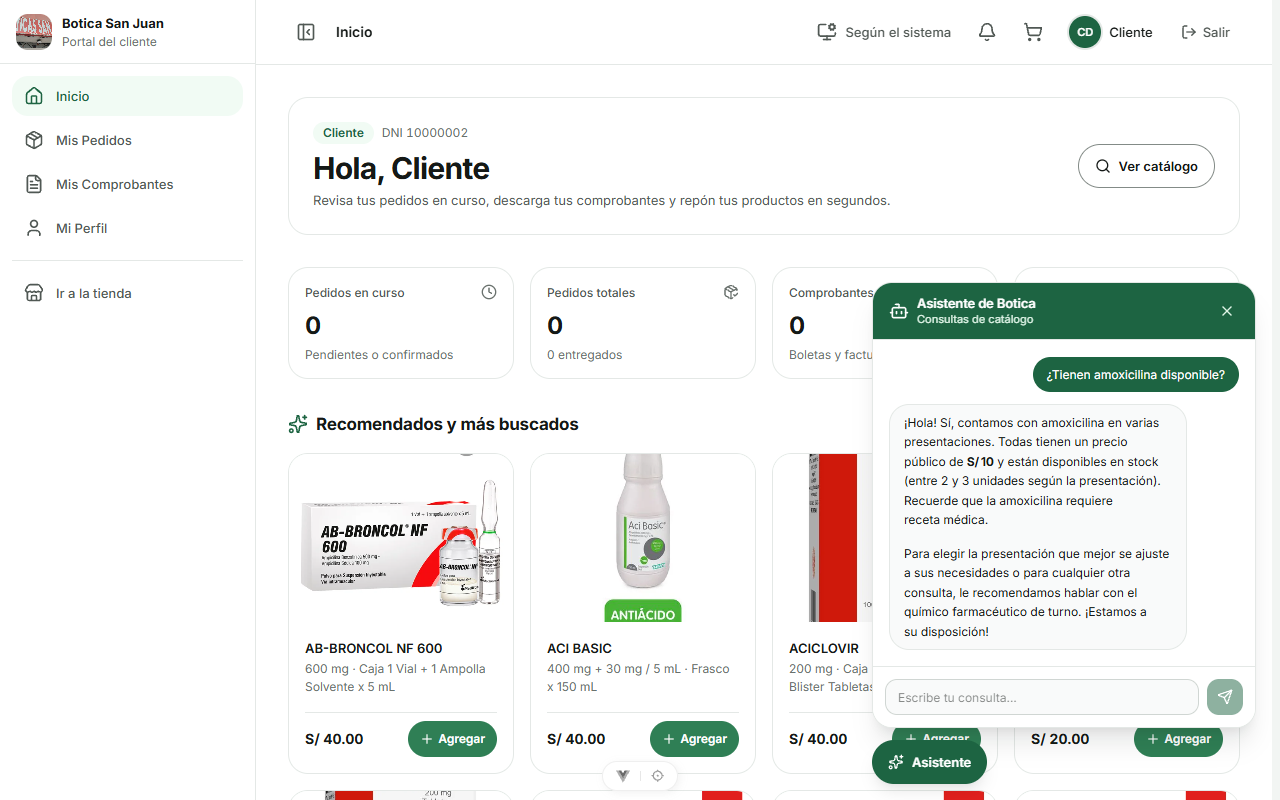 Botica San Juan
Portal del cliente
Inicio
Mis Pedidos
Mis Comprobantes
Mi Perfil
Ir a la tienda
Inicio
Según el sistema
CD
Cliente
Salir
Cliente
DNI 10000002
Hola, Cliente
Revisa tus pedidos en curso, descarga tus comprobantes y repón tus productos en segundos.
Ver catálogo
Pedidos en curso
0
Pendientes o confirmados
Pedidos totales
0
0 entregados
Comprobantes
0
Boletas y factu
Recomendados y más buscados
AB-BRONCOL® NF
600
ACI BASIC
Aci Basic
ANTIÁCIDO
AB-BRONCOL NF 600
600 mg · Caja 1 Vial + 1 Ampolla
Solvente x 5 mL
S/ 40.00
Agregar
400 mg + 30 mg / 5 mL · Frasco
x 150 mL
S/ 40.00
Agregar
ACICLOVIR
200 mg · Caja
Blister Tabletas
S/ 40.00
Agregar
S/ 20.00
Agregar
Asistente de Botica
Consultas de catálogo
¿Tienen amoxicilina disponible?
¡Hola! Sí, contamos con amoxicilina en varias
presentaciones. Todas tienen un precio
público de S/ 10 y están disponibles en stock
(entre 2 y 3 unidades según la presentación).
Recuerde que la amoxicilina requiere
receta médica.
Para elegir la presentación que mejor se ajuste
a sus necesidades o para cualquier otra
consulta, le recomendamos hablar con el
químico farmacéutico de turno. ¡Estamos a
su disposición!
Escribe tu consulta...
Asistente
200 mg